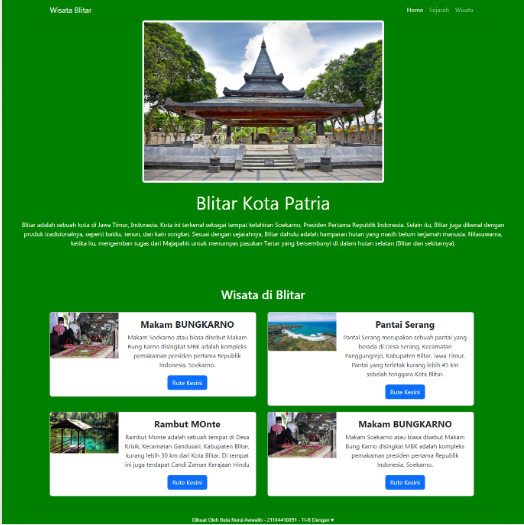 Wisata Blitar
Home Sejarah Wisata
Blitar Kota Patria
Blitar adalah sebuah kota di Jawa Timur, Indonesia. Kota ini terkenal sebagai tempat kelahiran Soekarno, Presiden Pertama Republik Indonesia. Selain itu, Blitar juga dikenal dengan
produk tradisionalnya, seperti batiks, tenun, dan kain songket. Sesuai dengan sejarahnya, Blitar dahulu adalah hamparan hutan yang masih belum terjamah manusia. Nilasuwarna,
ketika itu, mengemban tugas dari Majapahit untuk menumpas pasukan Tartar yang bersembunyi di dalam hutan selatan (Blitar dan sekitarnya).
Wisata di Blitar
Makam BUNGKARNO
Makam Soekarno atau biasa disebut Makam
Bung Karno disingkat MBK adalah kompleks
pemakaman presiden pertama Republik
Indonesia, Soekarno.
Rute Kesini
Pantai Serang
Pantai Serang merupakan sebuah pantai yang
berada di Desa Serang, Kecamatan
Panggungrejo, Kabupaten Blitar, Jawa Timur.
Pantai yang terletak kurang lebih 45 km
sebelah tenggara Kota Blitar.
Rute Kesini
Rambut MOnte
Rambut Monte adalah sebuah tempat di Desa
Krisik, Kecamatan Gandusari, Kabupaten Blitar,
kurang lebih 30 km dari Kota Blitar. Di tempat
ini juga terdapat Candi Zaman Kerajaan Hindu
Rute Kesini
Makam BUNGKARNO
Makam Soekarno atau biasa disebut Makam
Bung Karno disingkat MBK adalah kompleks
pemakaman presiden pertama Republik
Indonesia, Soekarno.
Rute Kesini
Dibuat Oleh Bela Nurul - TI-B Dengan ♥